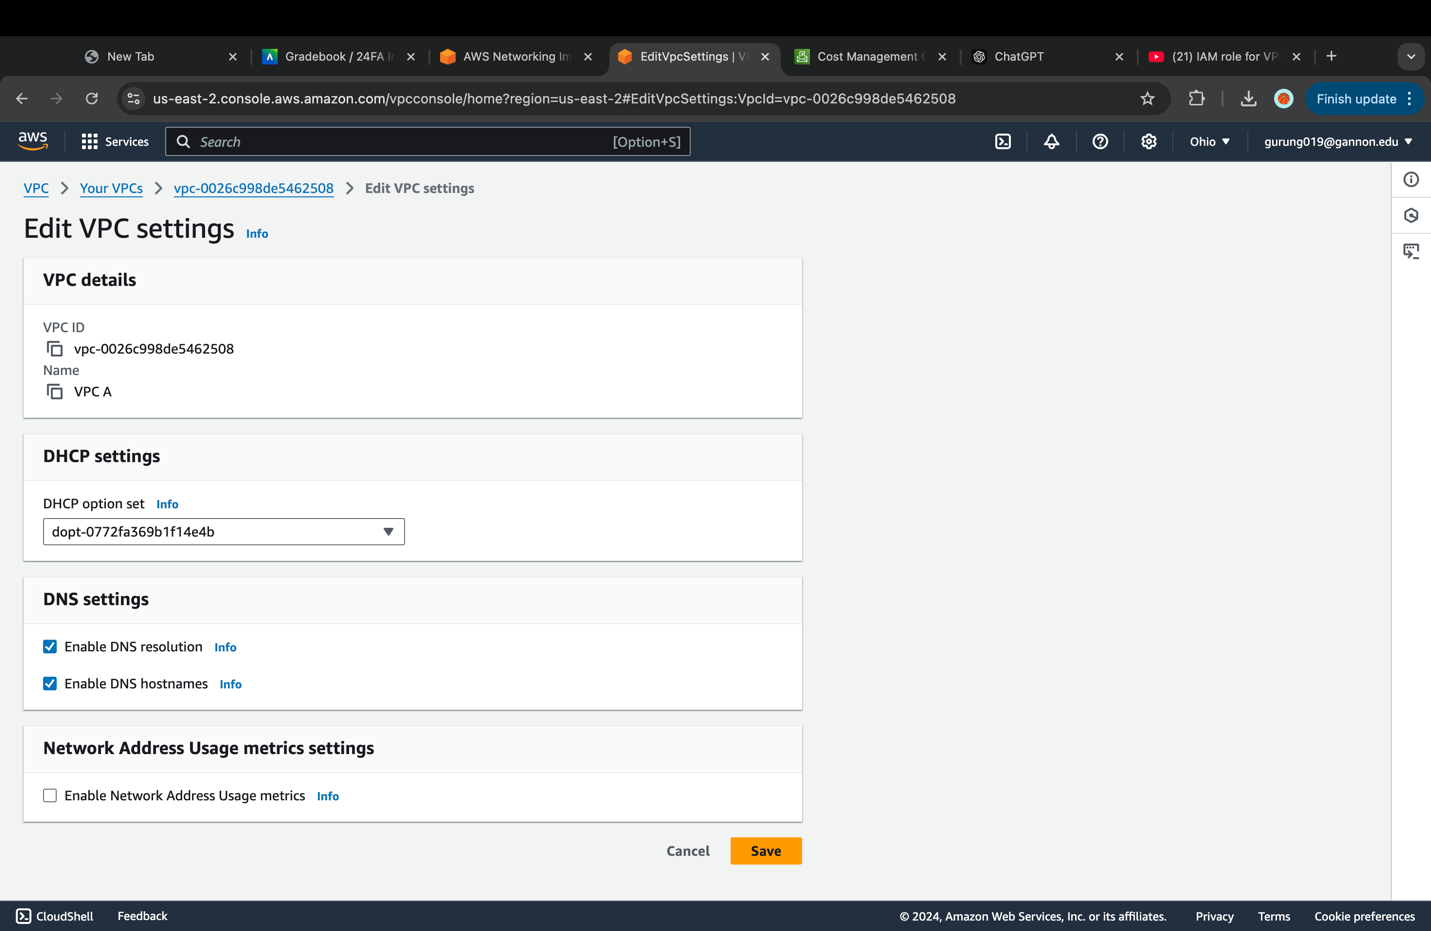 New Tab
Gradebook / 24FA I
AWS Networking Im
EditVpcSettings | V
Cost Management C
ChatGPT
(21) IAM role for VP
us-east-2.console.aws.amazon.com/vpcconsole/home?region=us-east-2#EditVpcSettings:VpcId=vpc-0026c998de5462508
Finish update
aws
Services
Search
[Option+S]
Ohio
gurung019@gannon.edu
VPC
Your VPCs
vpc-0026c998de5462508
Edit VPC settings
Edit VPC settings Info
VPC details
VPC ID
vpc-0026c998de5462508
Name
VPC A
DHCP settings
DHCP option set Info
dopt-0772fa369b1f14e4b
DNS settings
Enable DNS resolution Info
Enable DNS hostnames Info
Network Address Usage metrics settings
Enable Network Address Usage metrics Info
Cancel
Save
CloudShell
Feedback
© 2024, Amazon Web Services, Inc. or its affiliates.
Privacy
Terms
Cookie preferences